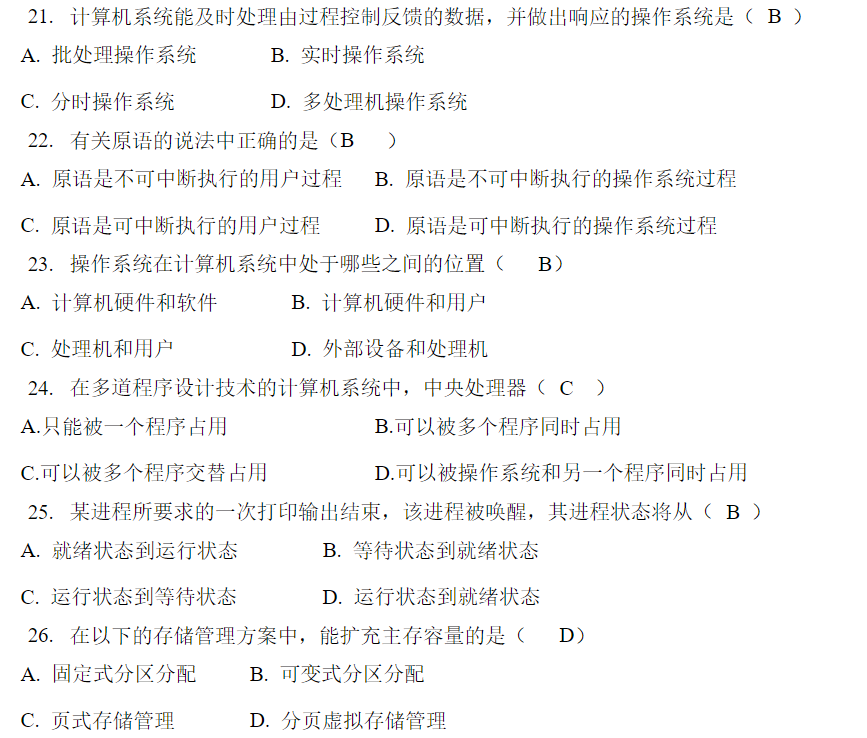 21. 计算机系统能及时处理由过程控制反馈的数据，并做出响应的操作系统是（ B ）
A. 批处理操作系统 B. 实时操作系统
C. 分时操作系统 D. 多处理机操作系统
22. 有关原语的说法中正确的是（B ）
A. 原语是不可中断执行的用户过程 B. 原语是不可中断执行的操作系统过程
C. 原语是可中断执行的用户过程 D. 原语是可中断执行的操作系统过程
23. 操作系统在计算机系统中处于哪些之间的位置（ B）
A. 计算机硬件和软件 B. 计算机硬件和用户
C. 处理机和用户 D. 外部设备和处理机
24. 在多道程序设计技术的计算机系统中，中央处理器（ C ）
A.只能被一个程序占用 B.可以被多个程序同时占用
C.可以被多个程序交替占用 D.可以被操作系统和另一个程序同时占用
25. 某进程所要求的一次打印输出结束，该进程被唤醒，其进程状态将从（ B ）
A. 就绪状态到运行状态 B. 等待状态到就绪状态
C. 运行状态到等待状态 D. 运行状态到就绪状态
26. 在以下的存储管理方案中，能扩充主存容量的是（ D）
A. 固定式分区分配 B. 可变式分区分配
C. 页式存储管理 D. 分页虚拟存储管理